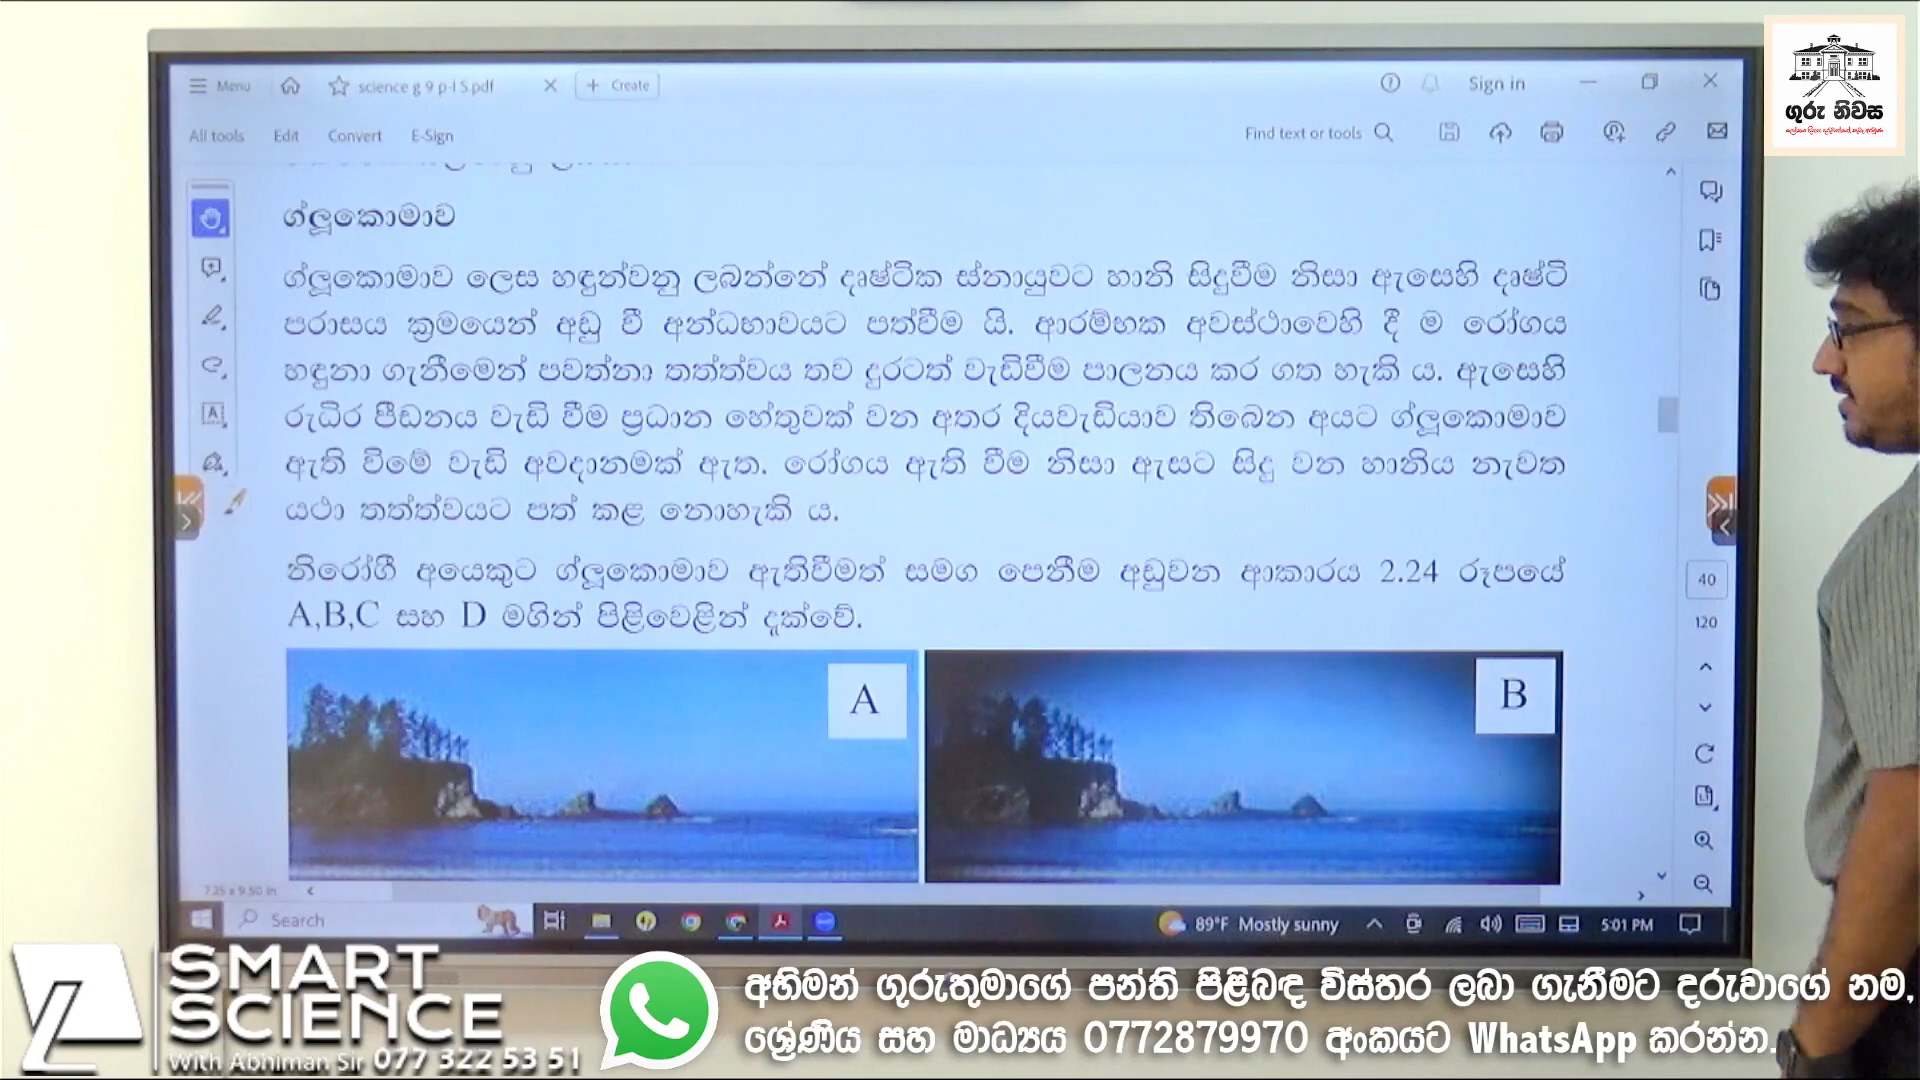 Menu
science g 9 p-I S.pdf
Create
Sign in
All tools
Edit
Convert
E-Sign
Find text or tools
ගුරු නිවස
ග්ලූකොමාව
ග්ලූකොමාව ලෙස හඳුන්වනු ලබන්නේ දෘෂ්ටික ස්නායුවට හානි සිදුවීම නිසා ඇසෙහි දෘෂ්ටි
පරාසය ක්‍රමයෙන් අඩු වී අන්ධභාවයට පත්වීම යි. ආරම්භක අවස්ථාවෙහි දී ම රෝගය
හඳුනා ගැනීමෙන් පවත්නා තත්ත්වය තව දුරටත් වැඩිවීම පාලනය කර ගත හැකි ය. ඇසෙහි
රුධිර පීඩනය වැඩි වීම ප්‍රධාන හේතුවක් වන අතර දියවැඩියාව තිබෙන අයට ග්ලූකොමාව
ඇති වීමේ වැඩි අවදානමක් ඇත. රෝගය ඇති වීම නිසා ඇසට සිදු වන හානිය නැවත
යථා තත්ත්වයට පත් කළ නොහැකි ය.
නිරෝගී අයෙකුට ග්ලූකොමාව ඇතිවීමත් සමග පෙනීම අඩුවන ආකාරය 2.24 රූපයේ
A,B,C සහ D මගින් පිළිවෙළින් දැක්වේ.
A
B
40
120
7.25 x 9.50 in
Search
89°F Mostly sunny
5:01 PM
SMART
SCIENCE
With Abhiman Sir 077 322 53 51
අභිමන් ගුරුතුමාගේ පන්ති පිළිබඳ විස්තර ලබා ගැනීමට දරුවාගේ නම,
ශ්‍රේණිය සහ මාධ්‍යය 0772879970 අංකයට WhatsApp කරන්න.